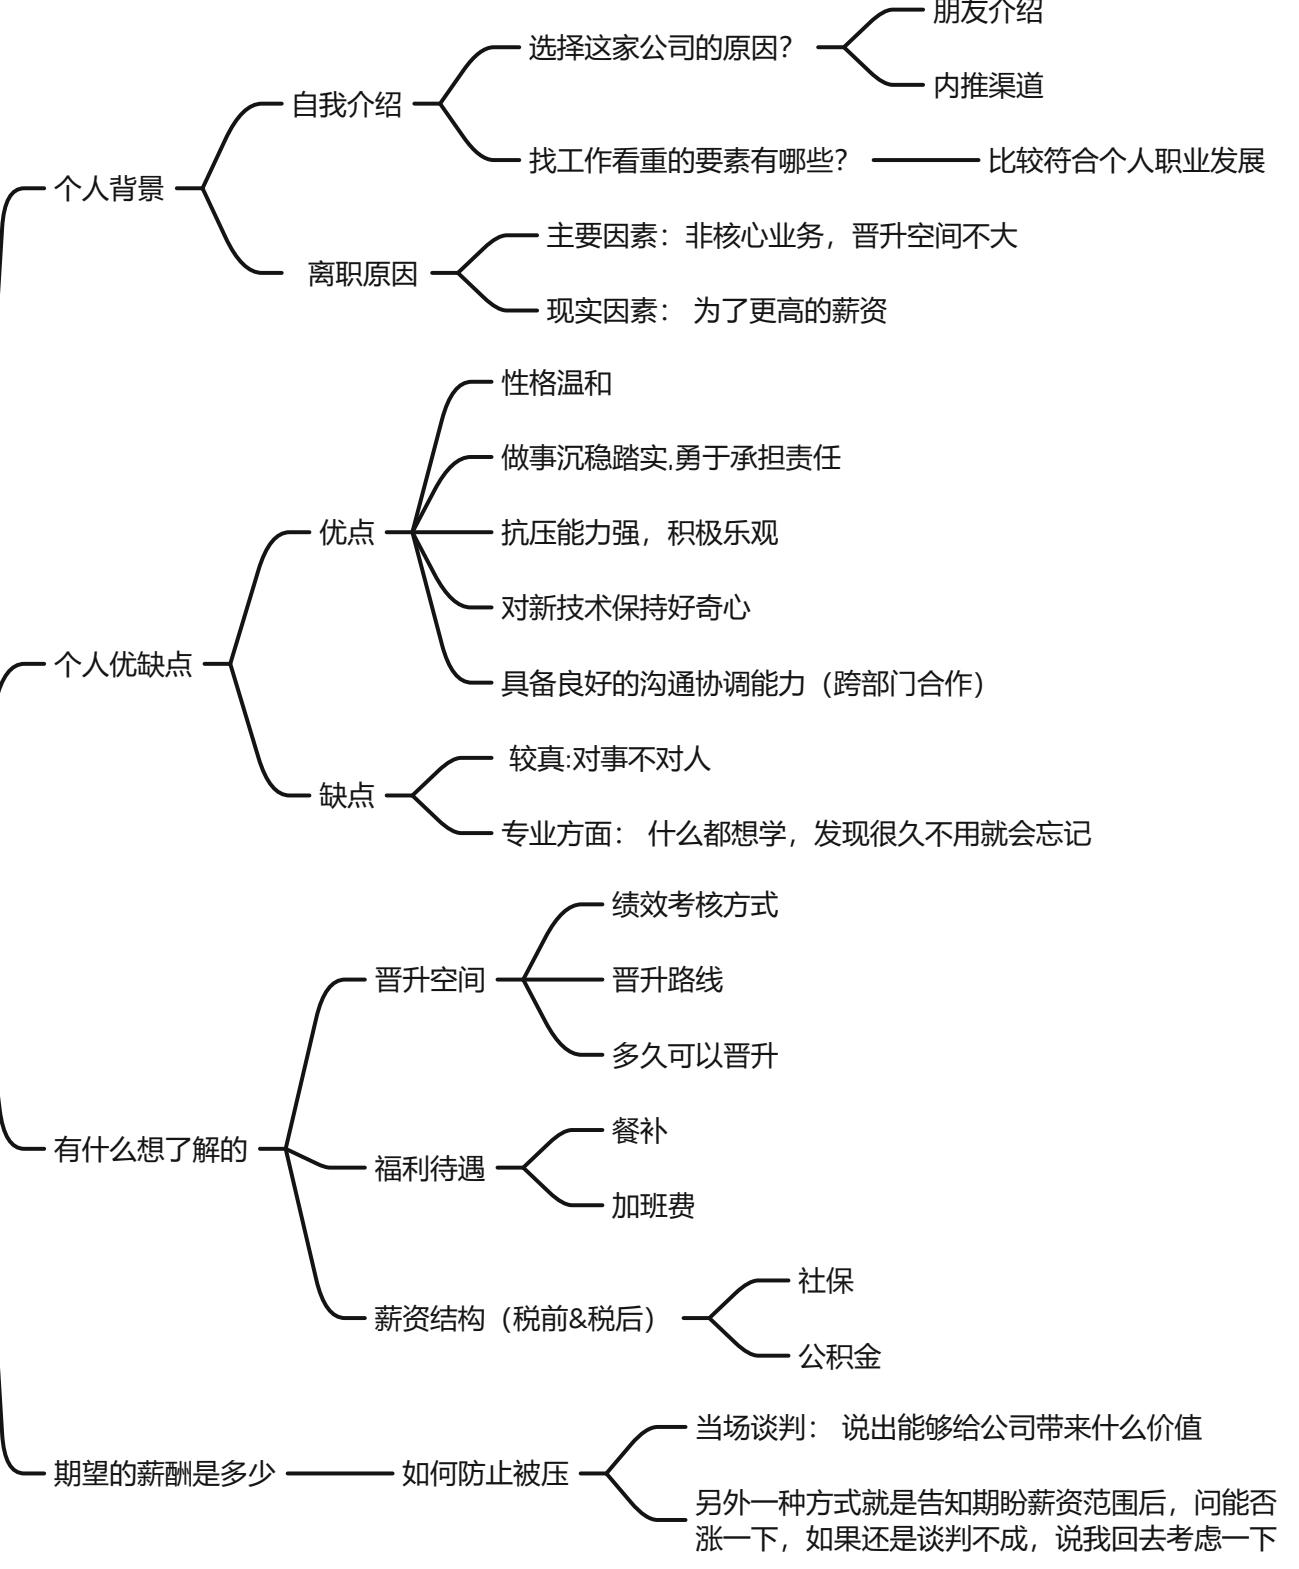 朋友介绍
选择这家公司的原因？
内推渠道
自我介绍
找工作看重的要素有哪些？
比较符合个人职业发展
个人背景
主要因素：非核心业务，晋升空间不大
离职原因
现实因素： 为了更高的薪资
性格温和
做事沉稳踏实,勇于承担责任
优点
抗压能力强，积极乐观
对新技术保持好奇心
个人优缺点
具备良好的沟通协调能力（跨部门合作）
较真:对事不对人
缺点
专业方面： 什么都想学，发现很久不用就会忘记
绩效考核方式
晋升空间
晋升路线
多久可以晋升
有什么想了解的
餐补
福利待遇
加班费
社保
薪资结构（税前&税后）
公积金
当场谈判： 说出能够给公司带来什么价值
期望的薪酬是多少
如何防止被压
另外一种方式就是告知期盼薪资范围后，问能否
涨一下，如果还是谈判不成，说我回去考虑一下